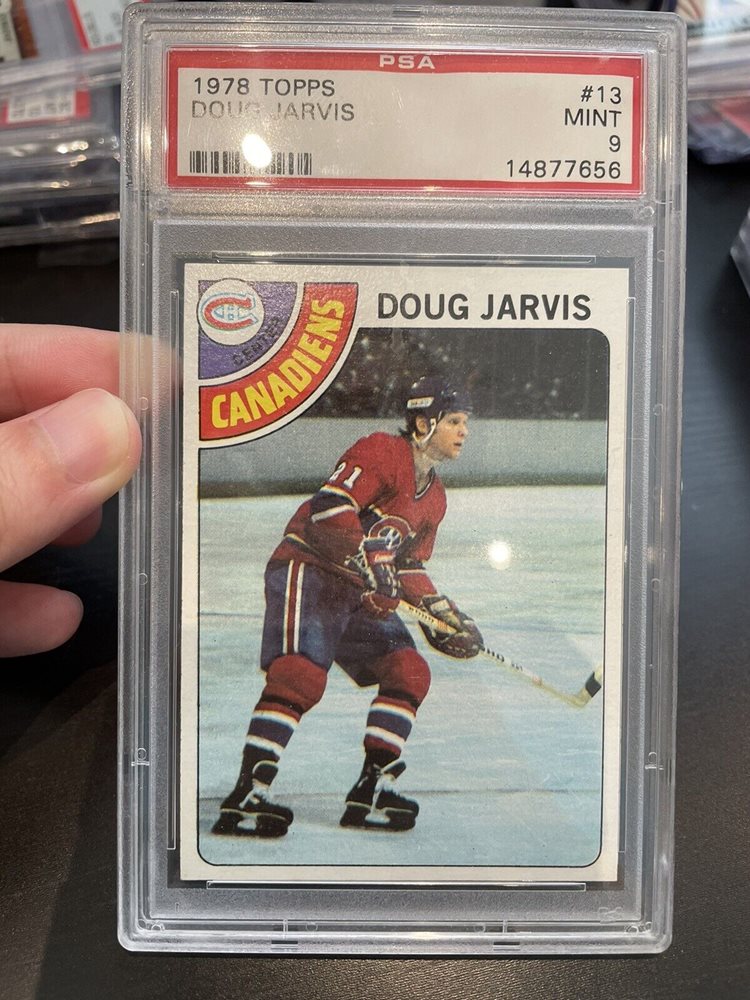 PSA
1978 TOPPS #13
DOUG JARVIS MINT
9
14877656
DOUG JARVIS
CENTER
CANADIENS
21